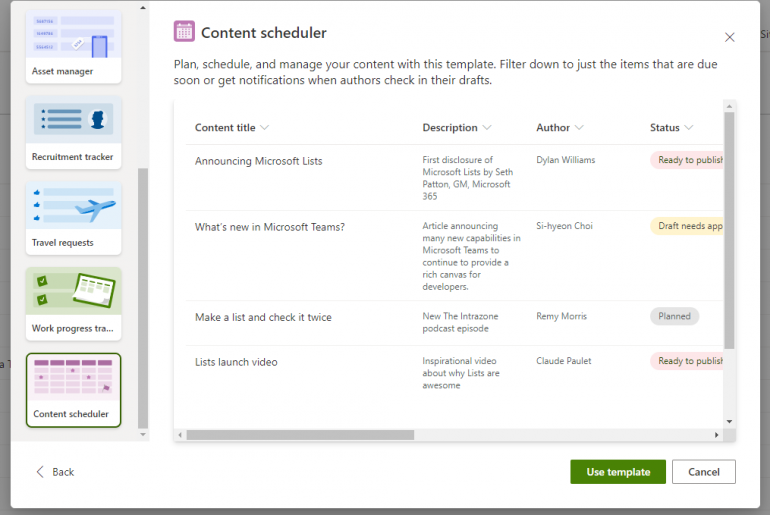 Asset manager
Recruitment tracker
Travel requests
Work progress tra...
Content scheduler
Content scheduler
Plan, schedule, and manage your content with this template. Filter down to just the items that are due
soon or get notifications when authors check in their drafts.
Content title Description Author Status
Announcing Microsoft Lists First disclosure of Dylan Williams Ready to publish
Microsoft Lists by Seth
Patton, GM, Microsoft
365
What's new in Microsoft Teams? Article announcing Si-hyeon Choi Draft needs app
many new capabilities in
Microsoft Teams to
continue to provide a
rich canvas for
developers.
Make a list and check it twice New The Intrazone Remy Morris Planned
podcast episode
Lists launch video Inspirational video Claude Paulet Ready to publish
about why Lists are
awesome
Back Use template Cancel